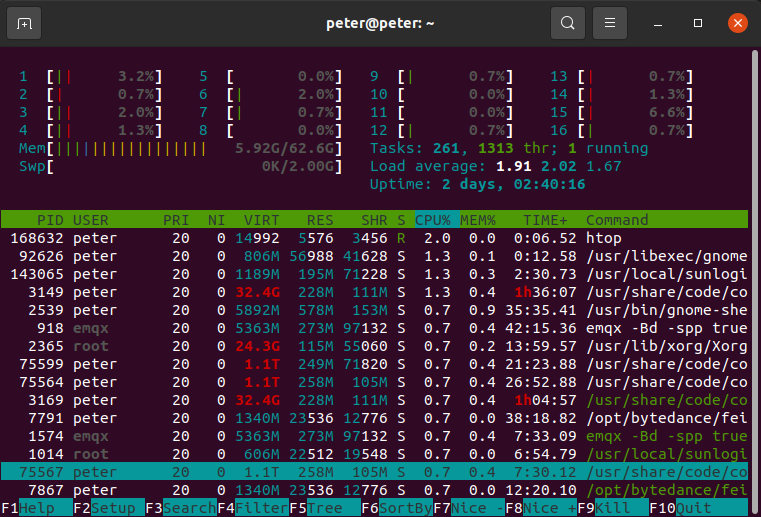 peter@peter: ~
1 [|| 3.2%] 5 [ 0.0%] 9 [| 0.7%] 13 [| 0.7%]
2 [| 0.7%] 6 [| 2.0%] 10 [ 0.0%] 14 [| 1.3%]
3 [|| 2.0%] 7 [| 0.7%] 11 [ 0.0%] 15 [| 6.6%]
4 [|| 1.3%] 8 [ 0.0%] 12 [| 0.7%] 16 [| 0.7%]
Mem[||||||||||||||||| 5.92G/62.6G] Tasks: 261, 1313 thr; 1 running
Swp[ 0K/2.00G] Load average: 1.91 2.02 1.67
Uptime: 2 days, 02:40:16
PID USER PRI NI VIRT RES SHR S CPU% MEM% TIME+ Command
168632 peter 20 0 14992 5576 3456 R 2.0 0.0 0:06.52 htop
92626 peter 20 0 806M 56988 41628 S 1.3 0.1 0:12.58 /usr/libexec/gnome
143065 peter 20 0 1189M 195M 71228 S 1.3 0.3 2:30.73 /usr/local/sunlogi
3149 peter 20 0 32.4G 228M 111M S 1.3 0.4 1h36:07 /usr/share/code/co
2539 peter 20 0 5892M 578M 153M S 0.7 0.9 35:35.41 /usr/bin/gnome-she
918 emqx 20 0 5363M 273M 97132 S 0.7 0.4 42:15.36 emqx -Bd -spp true
2365 root 20 0 24.3G 115M 55060 S 0.7 0.2 13:59.57 /usr/lib/xorg/Xorg
75599 peter 20 0 1.1T 249M 71820 S 0.7 0.4 21:23.88 /usr/share/code/co
75564 peter 20 0 1.1T 258M 105M S 0.7 0.4 26:52.88 /usr/share/code/co
3169 peter 20 0 32.4G 228M 111M S 0.7 0.4 1h04:57 /usr/share/code/co
7791 peter 20 0 1340M 23536 12776 S 0.7 0.0 38:18.82 /opt/bytedance/fei
1574 emqx 20 0 5363M 273M 97132 S 0.7 0.4 7:33.09 emqx -Bd -spp true
1014 root 20 0 606M 22512 19548 S 0.7 0.0 6:54.79 /usr/local/sunlogi
75567 peter 20 0 1.1T 258M 105M S 0.7 0.4 7:30.12 /usr/share/code/co
7867 peter 20 0 1340M 23536 12776 S 0.7 0.0 12:20.10 /opt/bytedance/fei
F1Help F2Setup F3SearchF4FilterF5Tree F6SortByF7Nice -F8Nice +F9Kill F10Quit